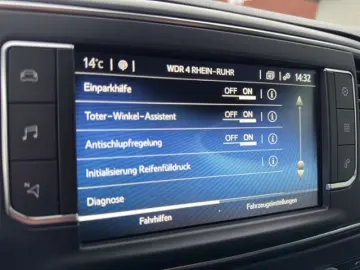 14°C WDR 4 RHEIN-RUHR 14:32
Einparkhilfe OFF ON
Toter-Winkel-Assistent OFF ON
Antischlupfregelung OFF ON
Initialisierung Reifenfülldruck
Diagnose
Fahrhilfen Fahrzeugeinstellungen